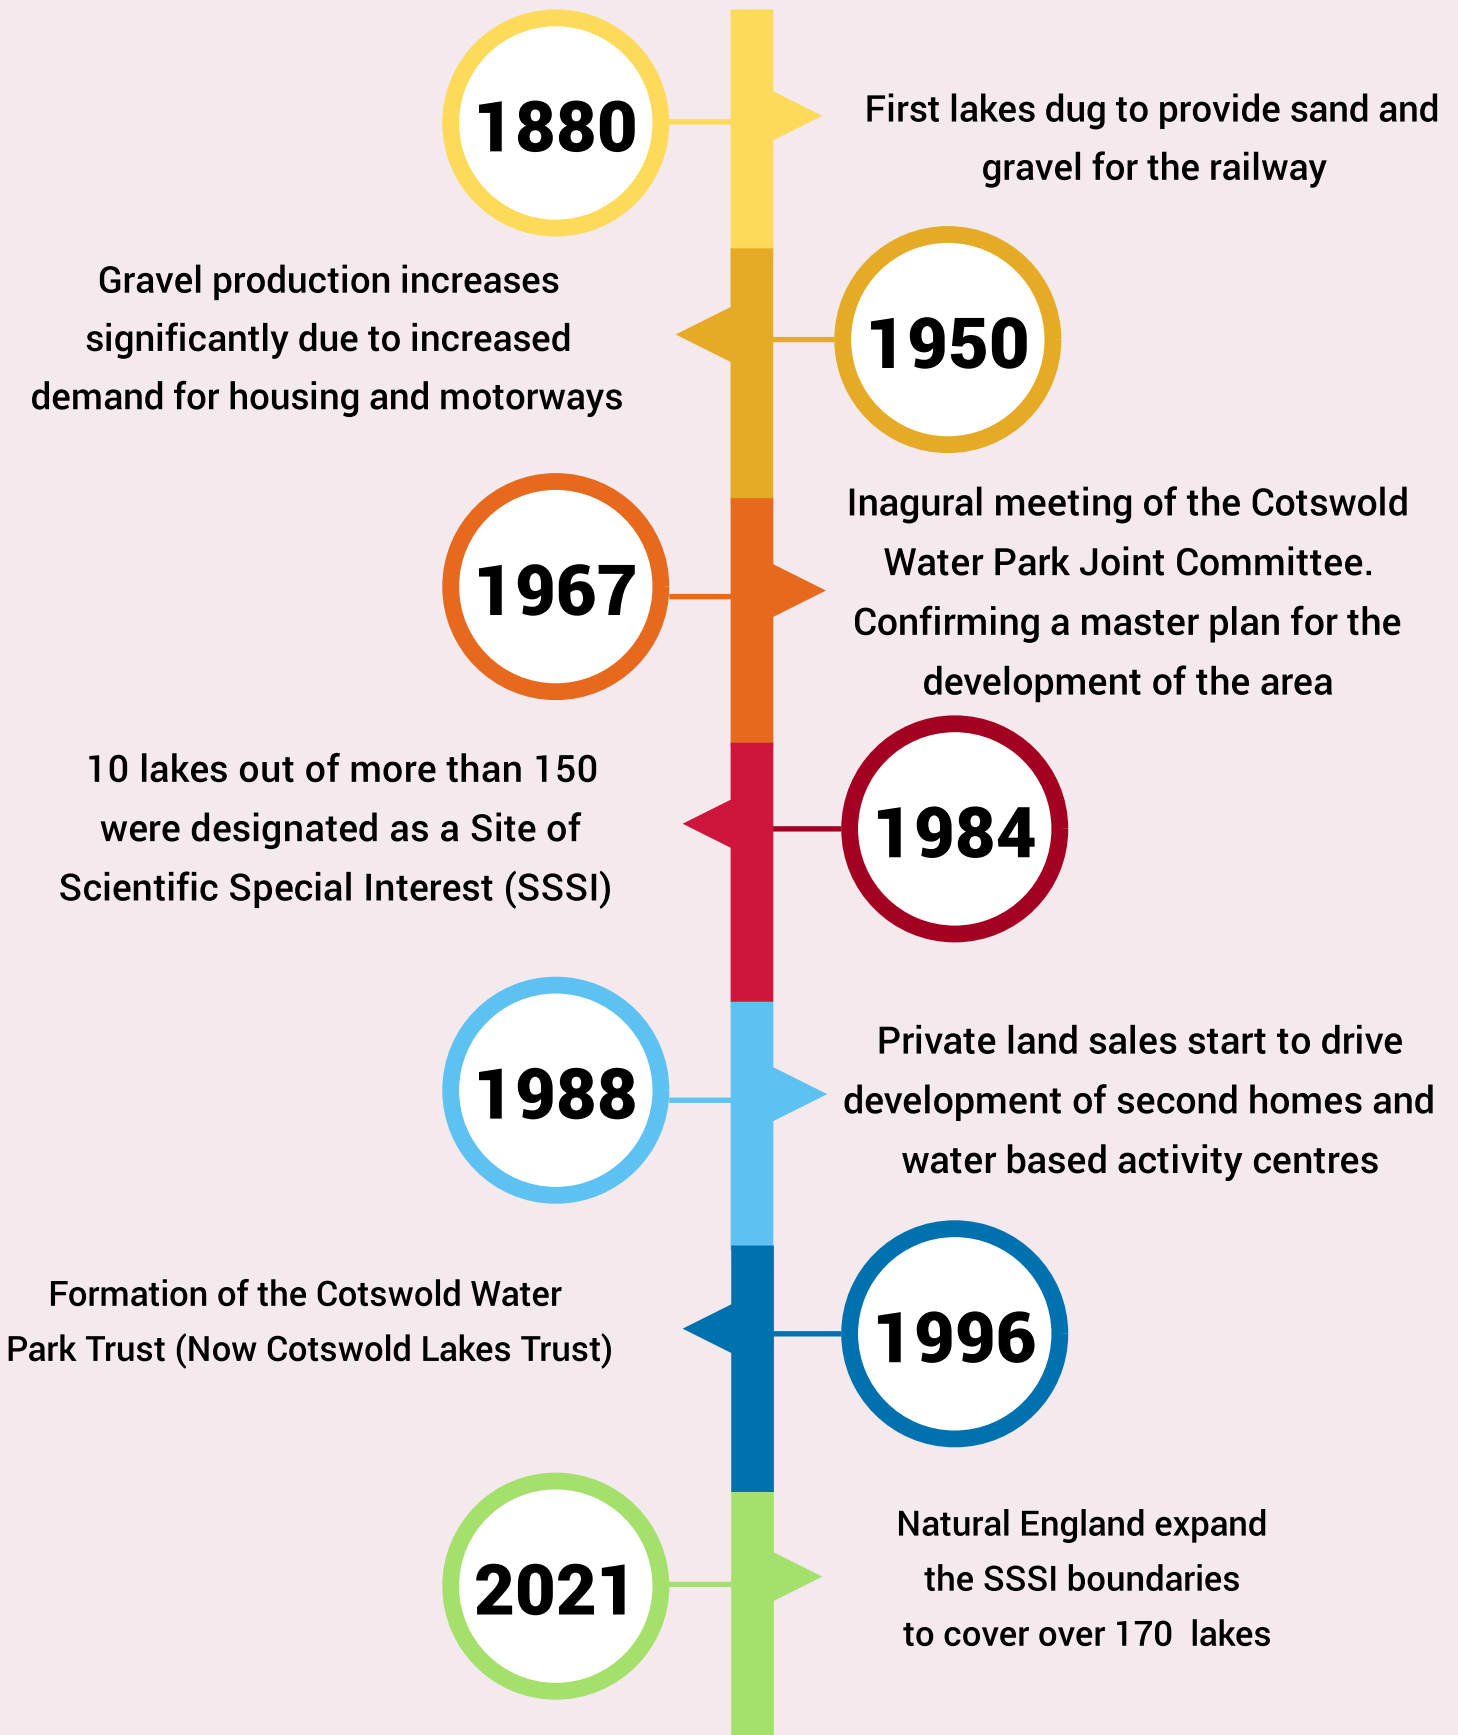 1880
First lakes dug to provide sand and
gravel for the railway
1950
Gravel production increases
significantly due to increased
demand for housing and motorways
1967
Inagural meeting of the Cotswold
Water Park Joint Committee.
Confirming a master plan for the
development of the area
1984
10 lakes out of more than 150
were designated as a Site of
Scientific Special Interest (SSSI)
1988
Private land sales start to drive
development of second homes and
water based activity centres
1996
Formation of the Cotswold Water
Park Trust (Now Cotswold Lakes Trust)
2021
Natural England expand
the SSSI boundaries
to cover over 170 lakes